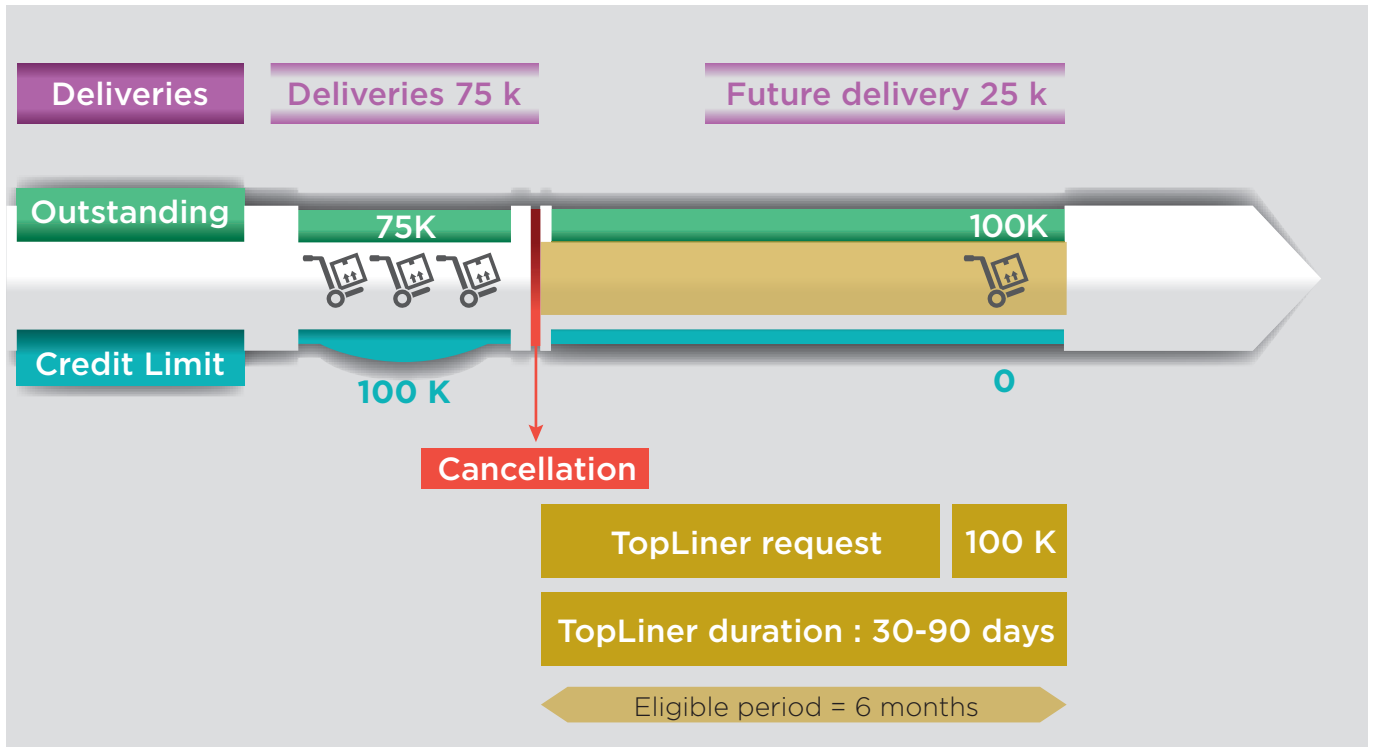 Deliveries
Deliveries 75 k
Future delivery 25 k
Outstanding
75K
100K
Credit Limit
100 K
0
Cancellation
TopLiner request
100 K
TopLiner duration : 30-90 days
Eligible period = 6 months